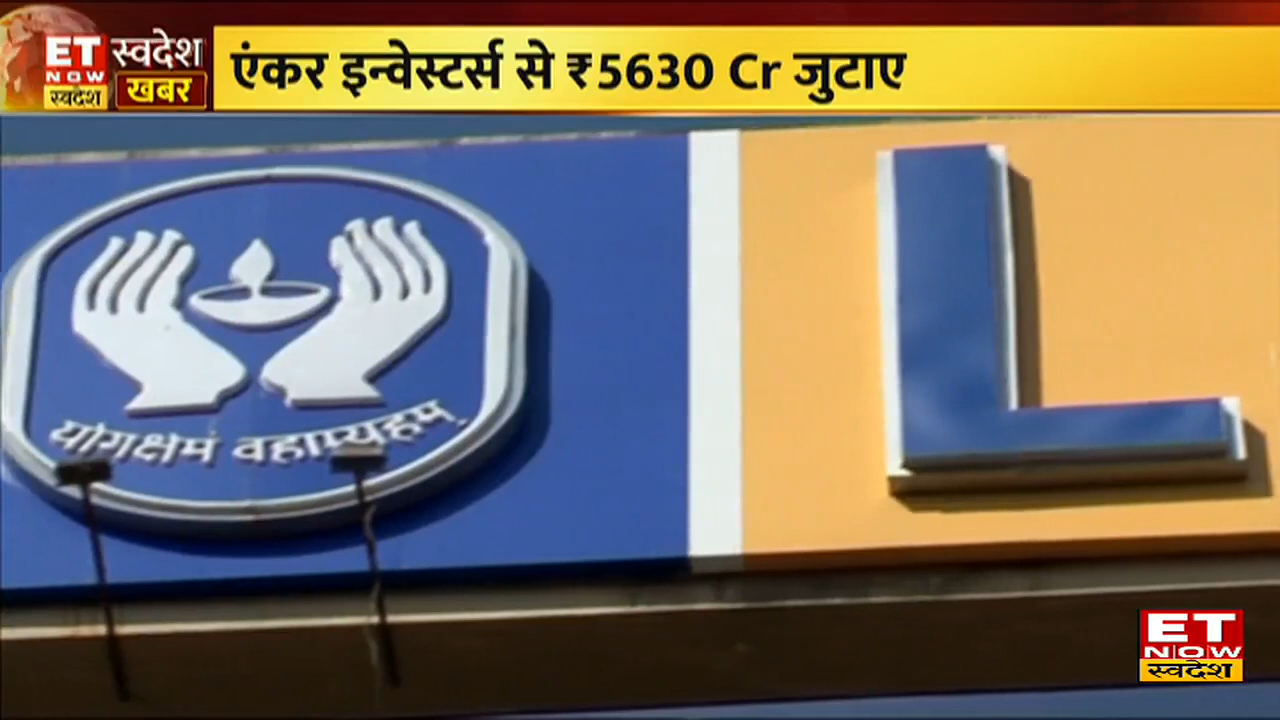 ET
NOW
स्वदेश
स्वदेश
खबर
एंकर इन्वेस्टर्स से ₹5630 Cr जुटाए
योगक्षेमं वहाम्यहम्
L
ET
NOW
स्वदेश